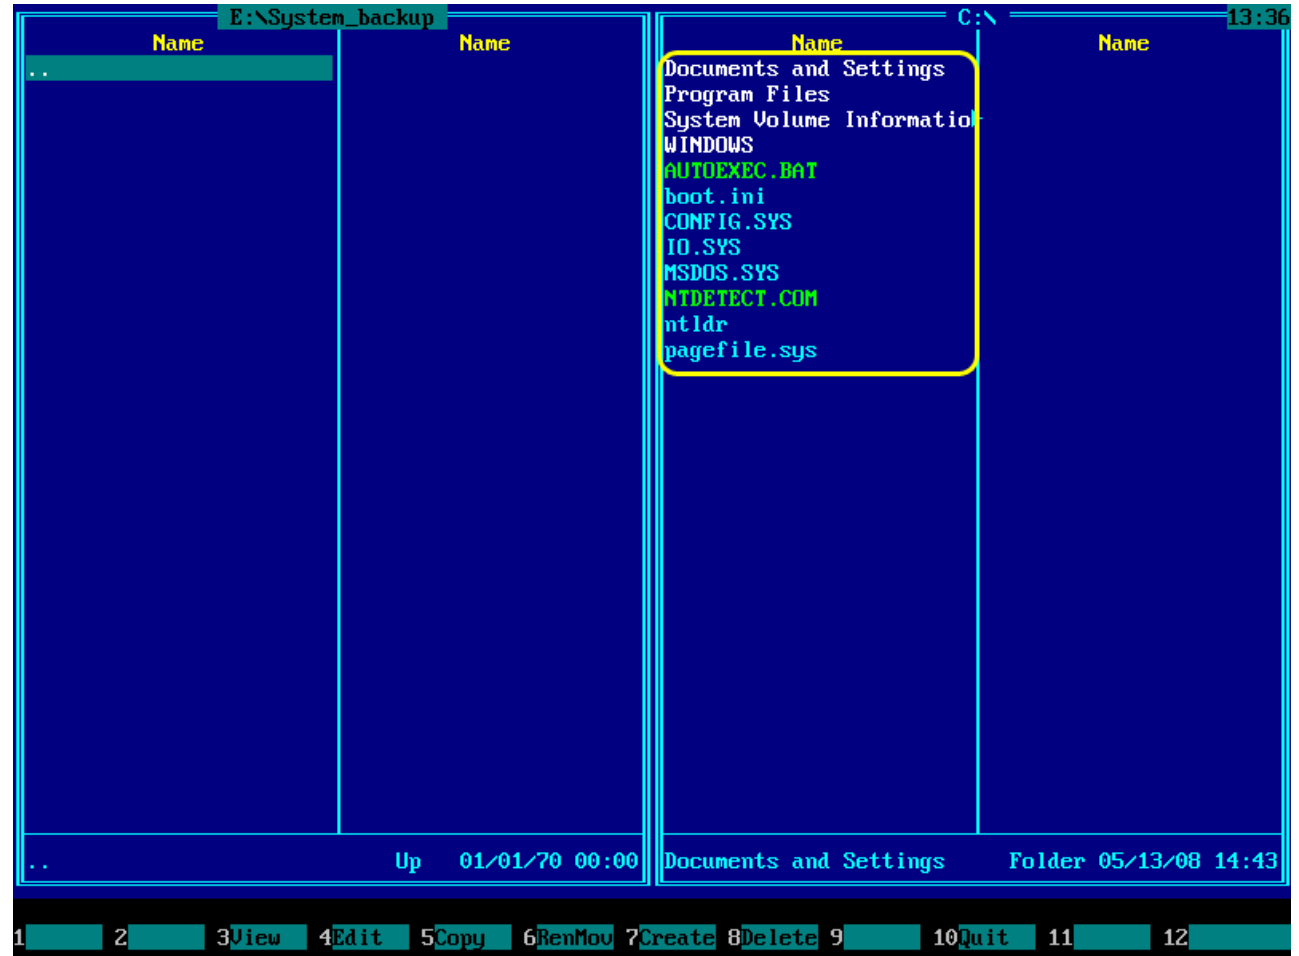 E:\System_backup
C:\
13:36
Name Name
..
Name Name
Documents and Settings
Program Files
System Volume Informatio
WINDOWS
AUTOEXEC.BAT
boot.ini
CONFIG.SYS
IO.SYS
MSDOS.SYS
NTDETECT.COM
ntldr
pagefile.sys
.. Up 01/01/70 00:00
Documents and Settings Folder 05/13/08 14:43
1 2 3View 4Edit 5Copy 6RenMov 7Create 8Delete 9 10Quit 11 12